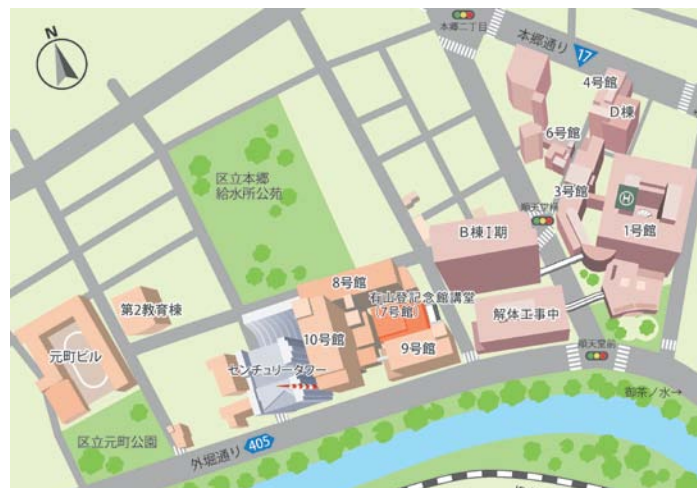 N
本郷二丁目
本郷通り
17
4号館
D棟
6号館
3号館
H
1号館
順天堂横
区立本郷
給水所公苑
B棟Ⅰ期
8号館
有山登記念館講堂
(7号館)
第2教育棟
10号館
9号館
解体工事中
元町ビル
センチュリータワー
順天堂前
御茶ノ水→
区立元町公園
外堀通り
405